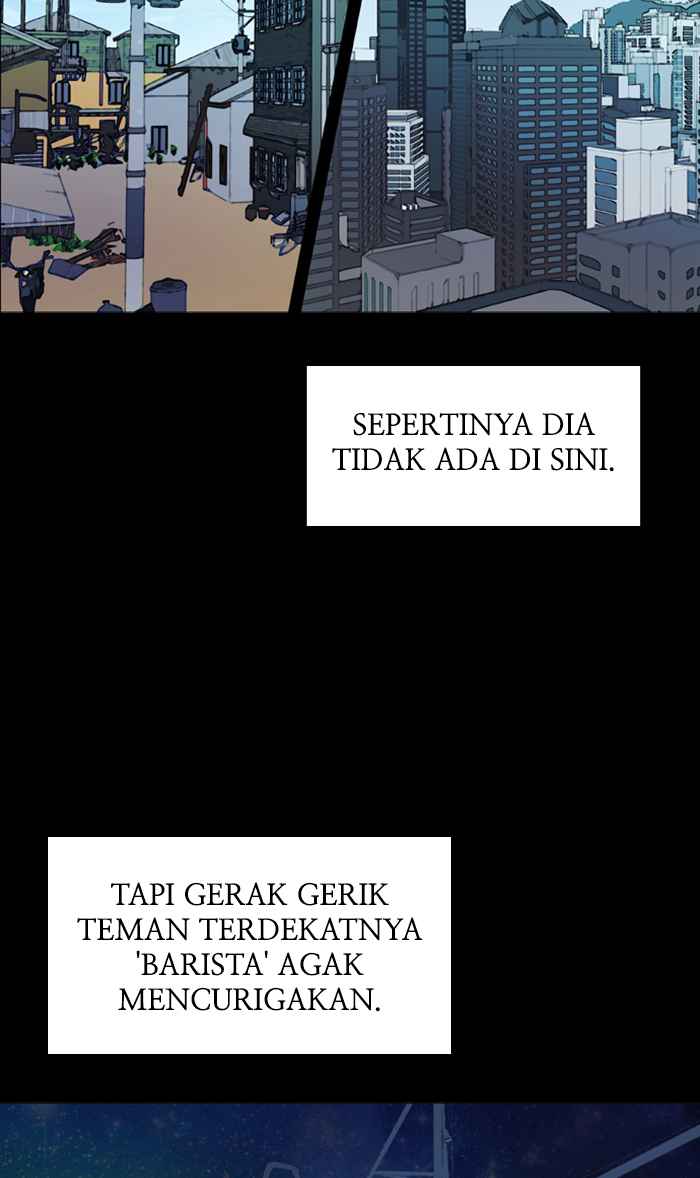 SEPERTINYA DIA
TIDAK ADA DI SINI.
TAPI GERAK GERIK
TEMAN TERDEKATNYA
'BARISTA' AGAK
MENCURIGAKAN.